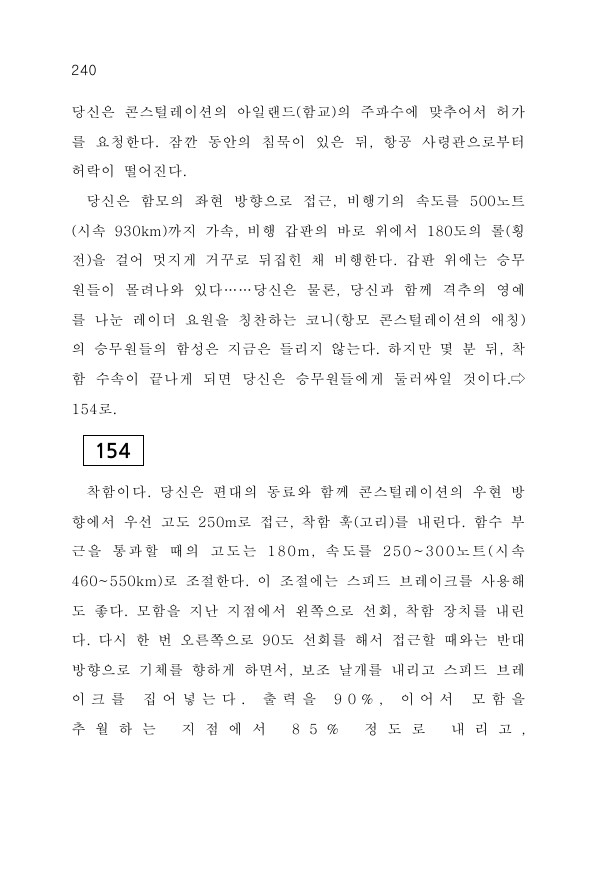 240
당신은 콘스털레이션의 아일랜드(함교)의 주파수에 맞추어서 허가
를 요청한다. 잠깐 동안의 침묵이 있은 뒤, 항공 사령관으로부터
허락이 떨어진다.
당신은 함모의 좌현 방향으로 접근, 비행기의 속도를 500노트
(시속 930km)까지 가속, 비행 갑판의 바로 위에서 180도의 롤(횡
전)을 걸어 멋지게 거꾸로 뒤집힌 채 비행한다. 갑판 위에는 승무
원들이 몰려나와 있다……당신은 물론, 당신과 함께 격추의 영예
를 나눈 레이더 요원을 칭찬하는 코니(항모 콘스털레이션의 애칭)
의 승무원들의 함성은 지금은 들리지 않는다. 하지만 몇 분 뒤, 착
함 수속이 끝나게 되면 당신은 승무원들에게 둘러싸일 것이다.⇨
154로.
154
착함이다. 당신은 편대의 동료와 함께 콘스털레이션의 우현 방
향에서 우선 고도 250m로 접근, 착함 훅(고리)를 내린다. 함수 부
근을 통과할 때의 고도는 180m, 속도를 250~300노트(시속
460~550km)로 조절한다. 이 조절에는 스피드 브레이크를 사용해
도 좋다. 모함을 지난 지점에서 왼쪽으로 선회, 착함 장치를 내린
다. 다시 한 번 오른쪽으로 90도 선회를 해서 접근할 때와는 반대
방향으로 기체를 향하게 하면서, 보조 날개를 내리고 스피드 브레
이크를 집어넣는다. 출력을 90%, 이어서 모함을
추월하는 지점에서 85% 정도로 내리고,